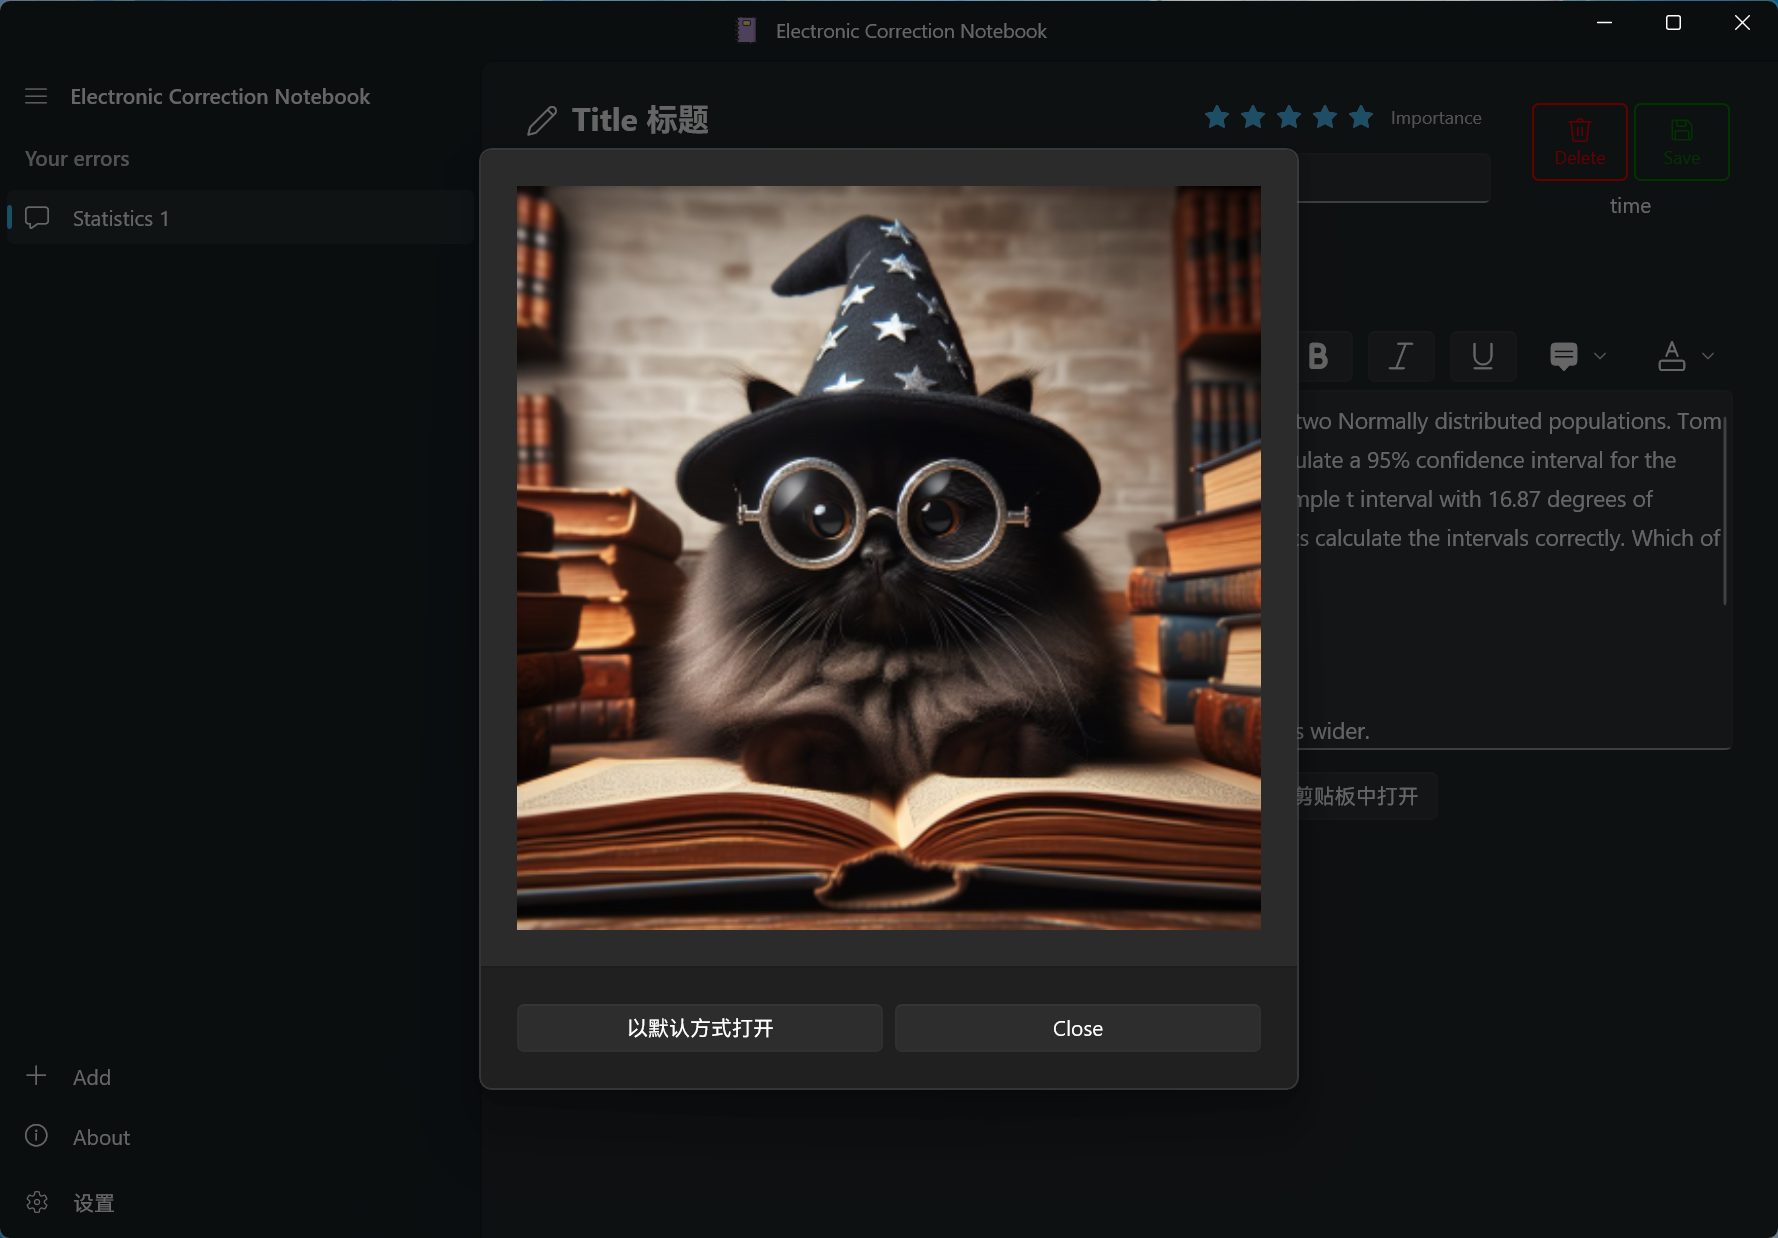 Electronic Correction Notebook
Electronic Correction Notebook
Your errors
Statistics 1
Title 标题
Importance
Delete
Save
time
two Normally distributed populations. Tom
ulate a 95% confidence interval for the
mple t interval with 16.87 degrees of
ts calculate the intervals correctly. Which of
s wider.
剪贴板中打开
以默认方式打开
Close
Add
About
设置